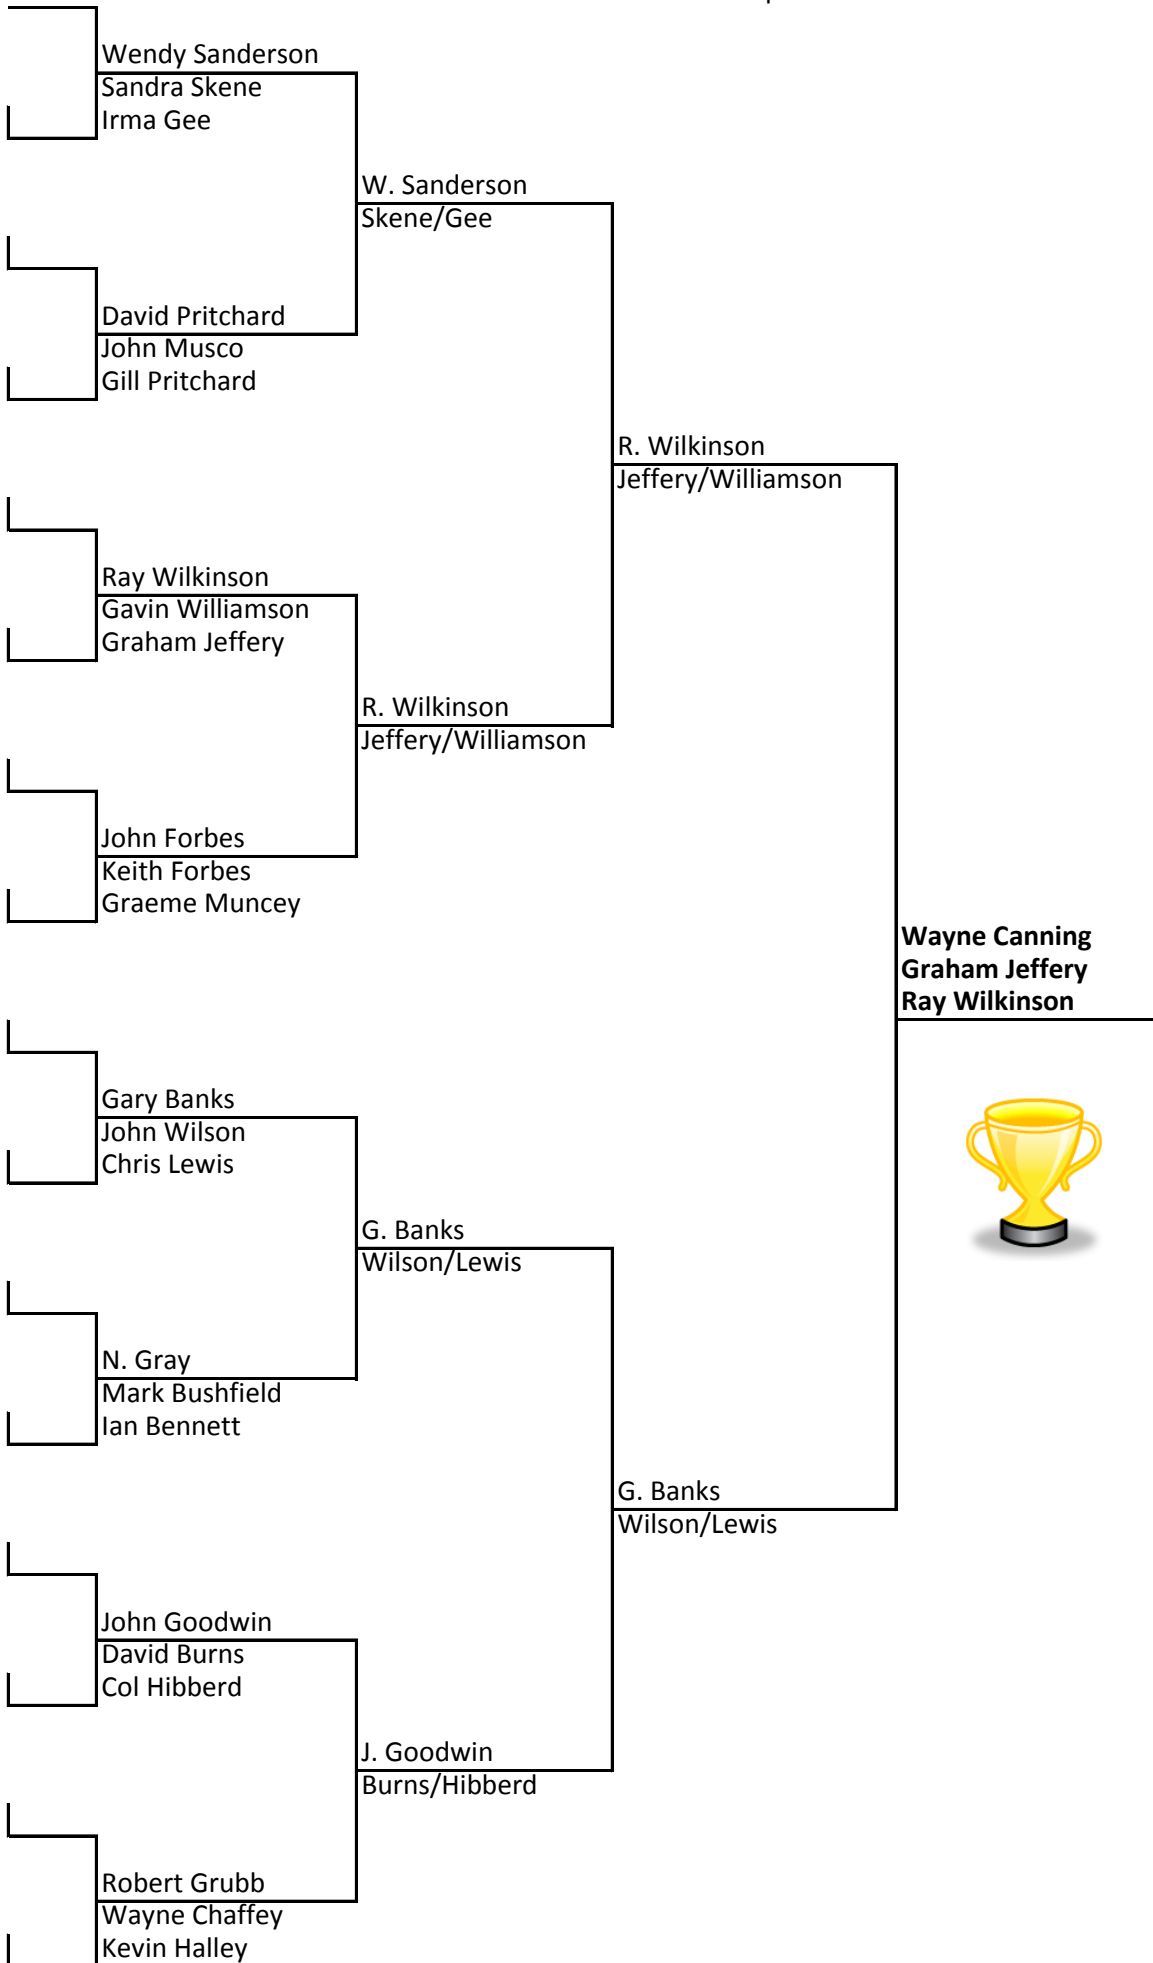 Wendy Sanderson
Sandra Skene
Irma Gee
W. Sanderson
Skene/Gee
David Pritchard
John Musco
Gill Pritchard
R. Wilkinson
Jeffery/Williamson
Ray Wilkinson
Gavin Williamson
Graham Jeffery
R. Wilkinson
Jeffery/Williamson
John Forbes
Keith Forbes
Graeme Muncey
Wayne Canning
Graham Jeffery
Ray Wilkinson
Gary Banks
John Wilson
Chris Lewis
G. Banks
Wilson/Lewis
N. Gray
Mark Bushfield
Ian Bennett
G. Banks
Wilson/Lewis
John Goodwin
David Burns
Col Hibberd
J. Goodwin
Burns/Hibberd
Robert Grubb
Wayne Chaffey
Kevin Halley